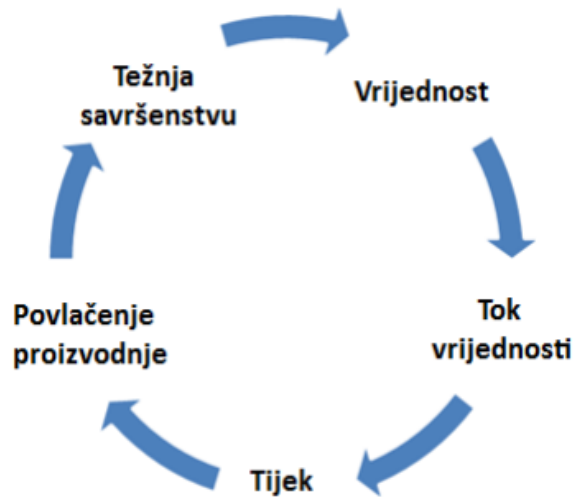 Težnja
savršenstvu
Vrijednost
Tok
vrijednosti
Tijek
Povlačenje
proizvodnje